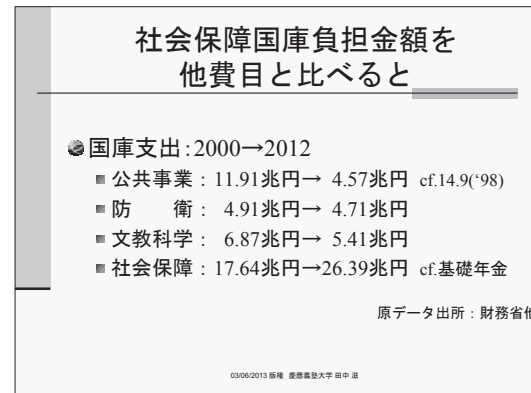 社会保障国庫負担金額を
他費目と比べると
国庫支出:2000→2012
公共事業：11.91兆円→ 4.57兆円 cf.14.9(‘98)
防　　衛： 4.91兆円→ 4.71兆円
文教科学： 6.87兆円→ 5.41兆円
社会保障：17.64兆円→26.39兆円 cf.基礎年金
原データ出所：財務省他
03/06/2013 版権 慶應義塾大学 田中 滋